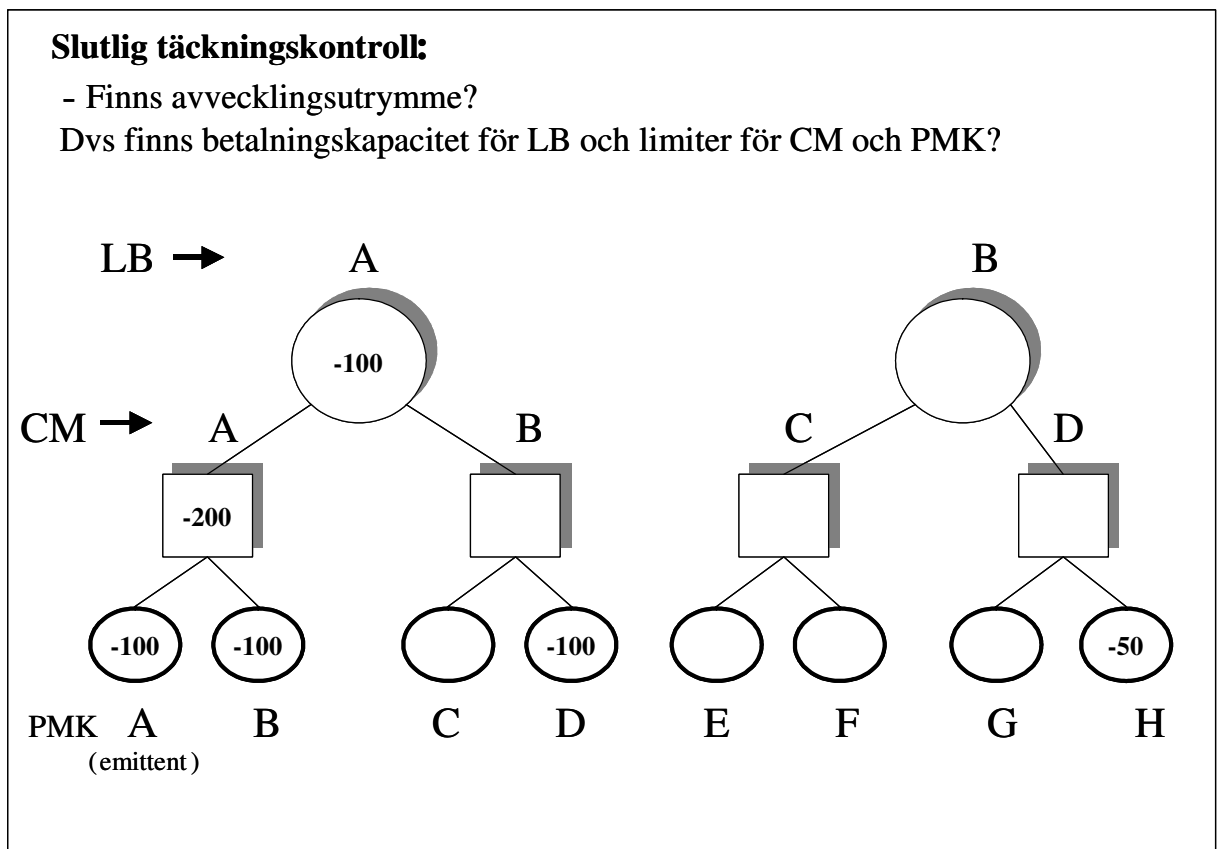 Slutlig täckningskontroll:
- Finns avvecklingsutrymme?
Dvs finns betalningskapacitet för LB och limiter för CM och PMK?
LB A B
-100
CM A B C D
-200
-100 -100 -100 -50
PMK A B C D E F G H
(emittent)